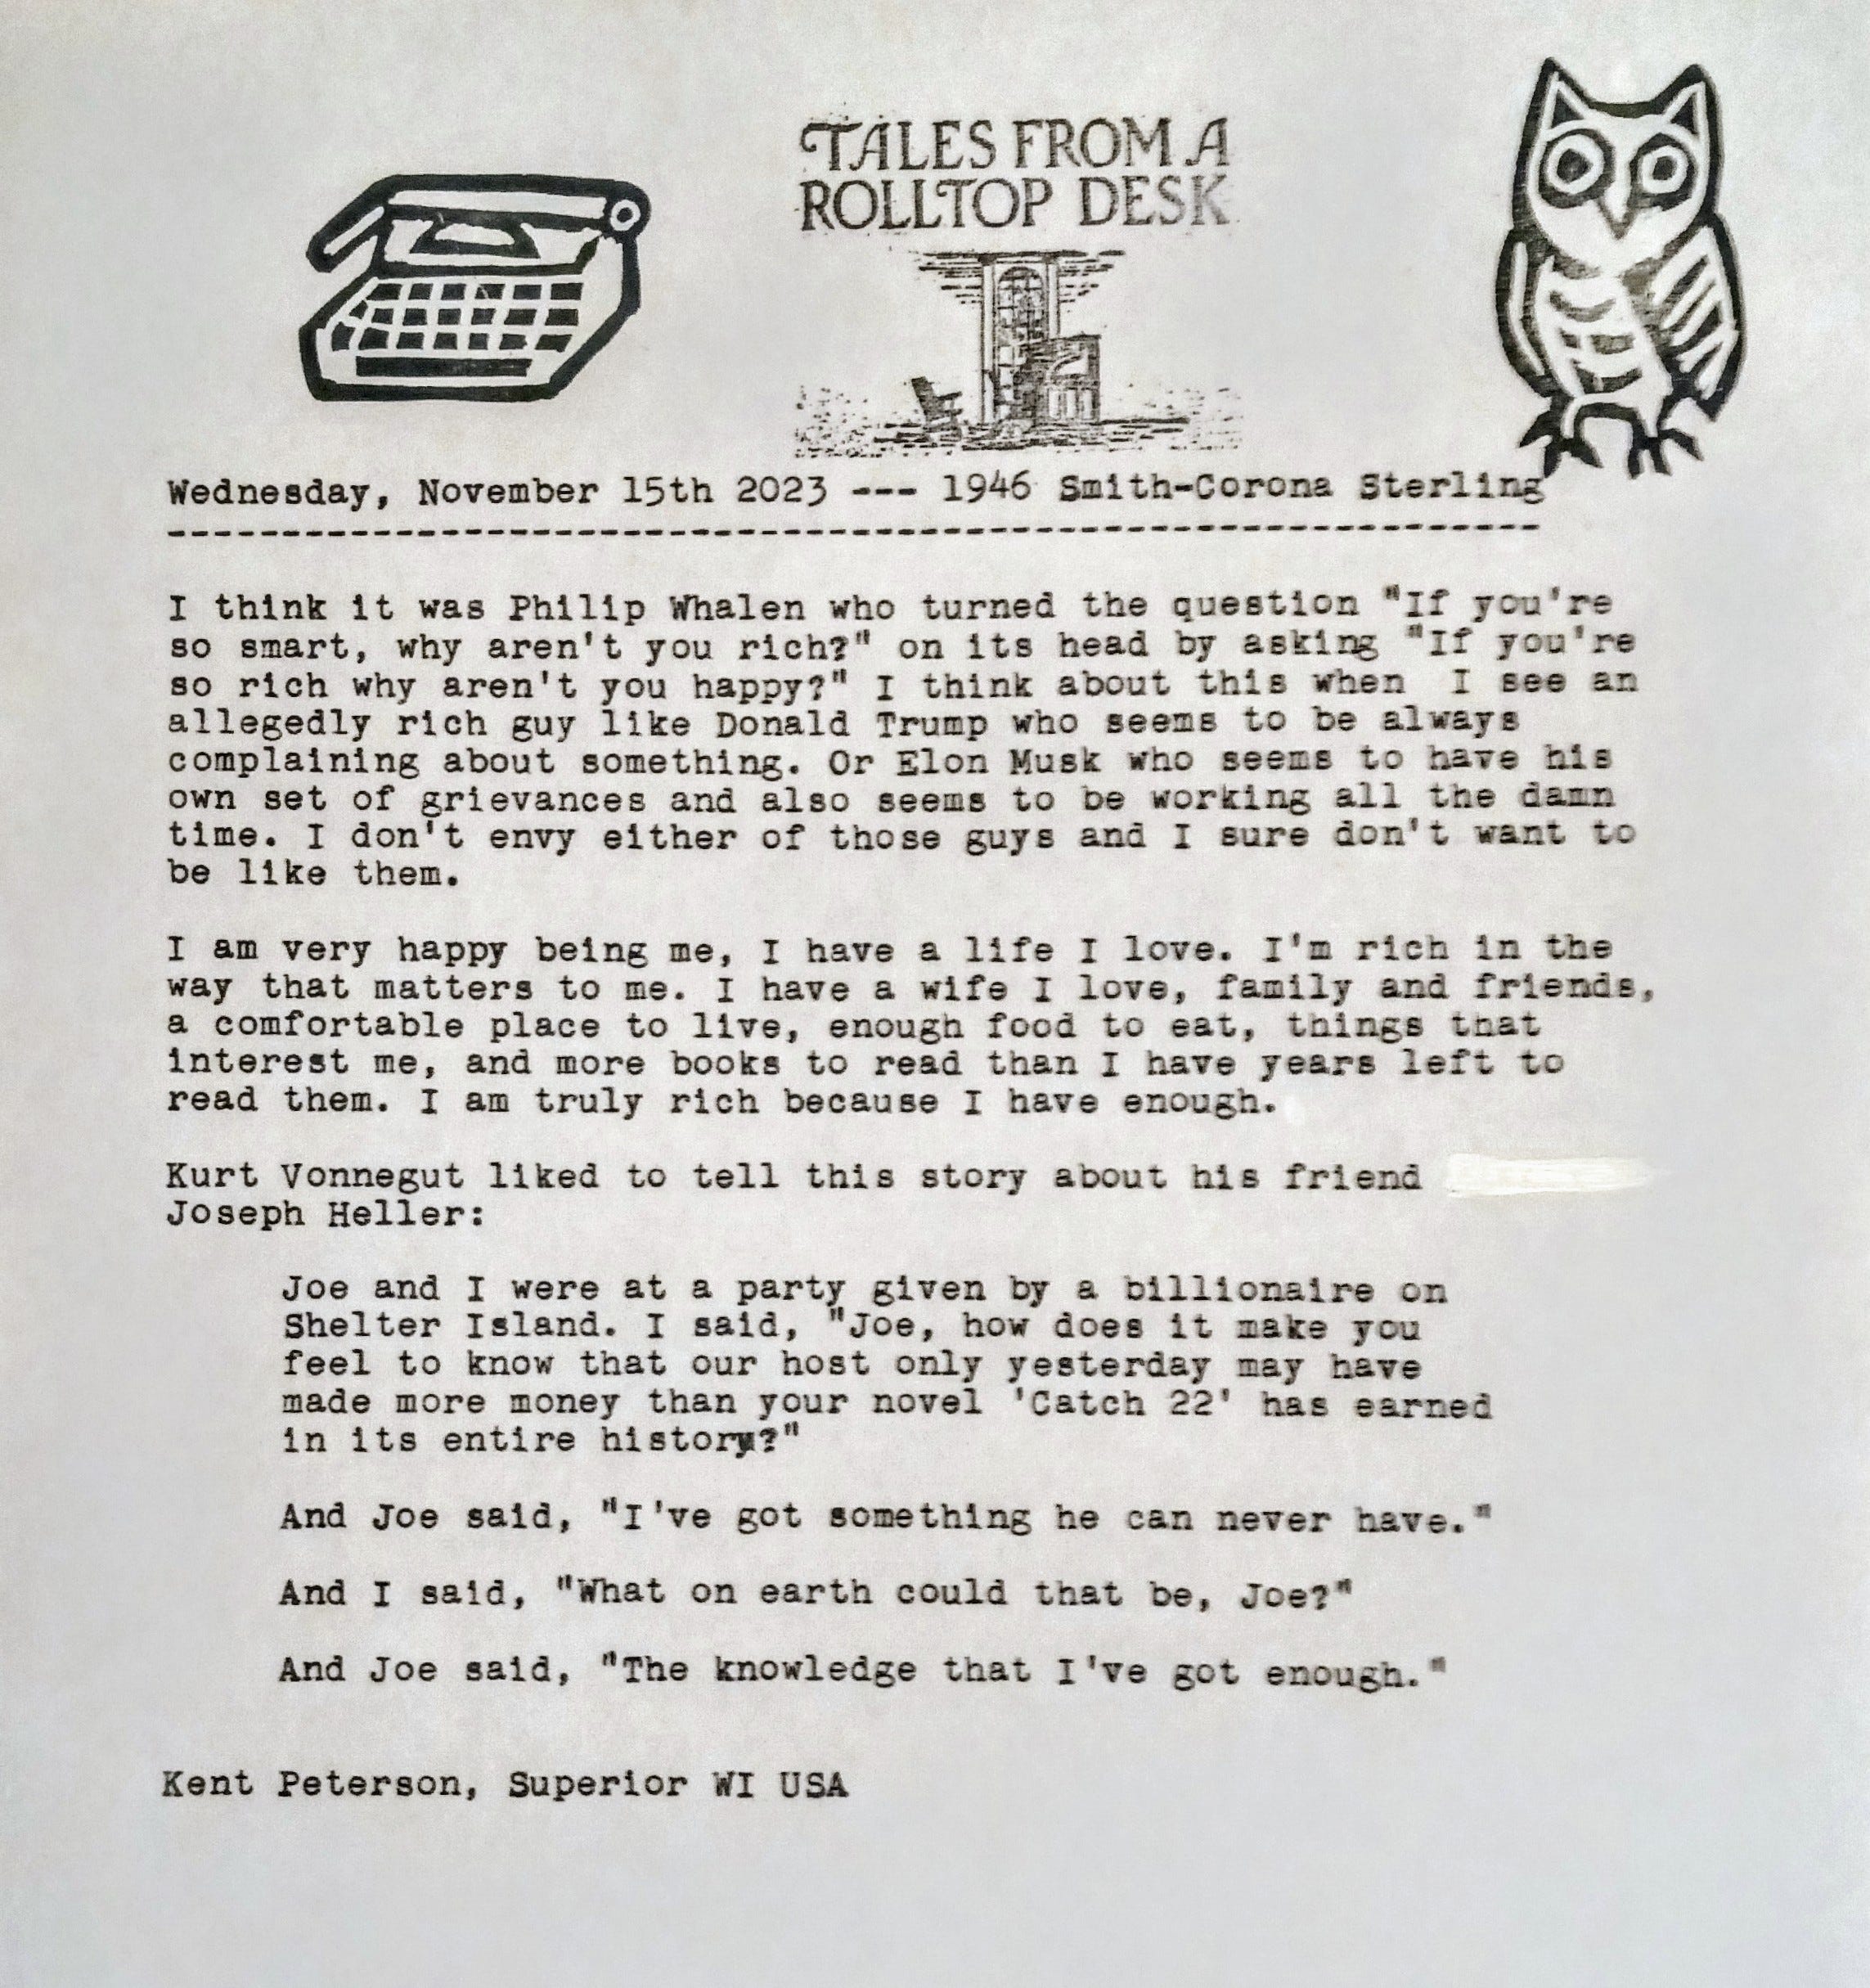 TALES FROM A
ROLLTOP DESK
Wednesday, November 15th 2023 --- 1946 Smith-Corona Sterling
------------------------------------------------------------
I think it was Philip Whalen who turned the question "If you're
so smart, why aren't you rich?" on its head by asking "If you're
so rich why aren't you happy?" I think about this when  I see an
allegedly rich guy like Donald Trump who seems to be always
complaining about something. Or Elon Musk who seems to have his
own set of grievances and also seems to be working all the damn
time. I don't envy either of those guys and I sure don't want to
be like them.
I am very happy being me, I have a life I love. I'm rich in the
way that matters to me. I have a wife I love, family and friends,
a comfortable place to live, enough food to eat, things that
interest me, and more books to read than I have years left to
read them. I am truly rich because I have enough.
Kurt Vonnegut liked to tell this story about his friend
Joseph Heller:
Joe and I were at a party given by a billionaire on
Shelter Island. I said, "Joe, how does it make you
feel to know that our host only yesterday may have
made more money than your novel 'Catch 22' has earned
in its entire history?"
And Joe said, "I've got something he can never have."
And I said, "What on earth could that be, Joe?"
And Joe said, "The knowledge that I've got enough."
Kent Peterson, Superior WI USA